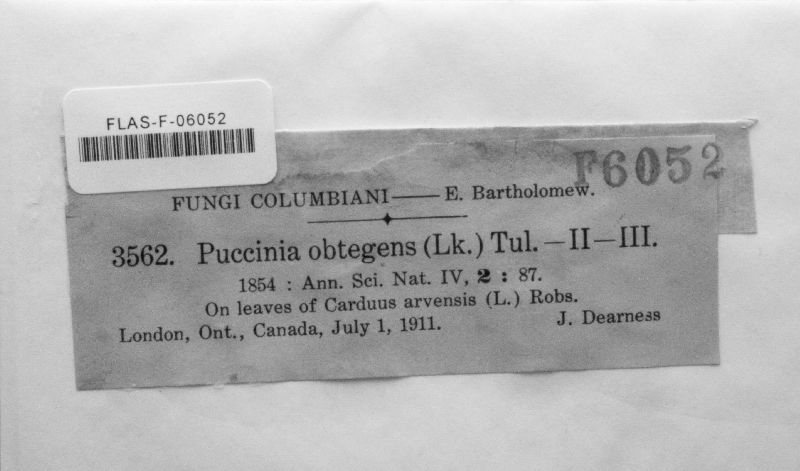 FLAS-F-06052
F6052
FUNGI COLUMBIANI—E. Bartholomew.
3562. Puccinia obtegens (Lk.) Tul.—II—III.
1854 : Ann. Sci. Nat. IV, 2 : 87.
On leaves of Carduus arvensis (L.) Robs.
London, Ont., Canada, July 1, 1911. J. Dearness